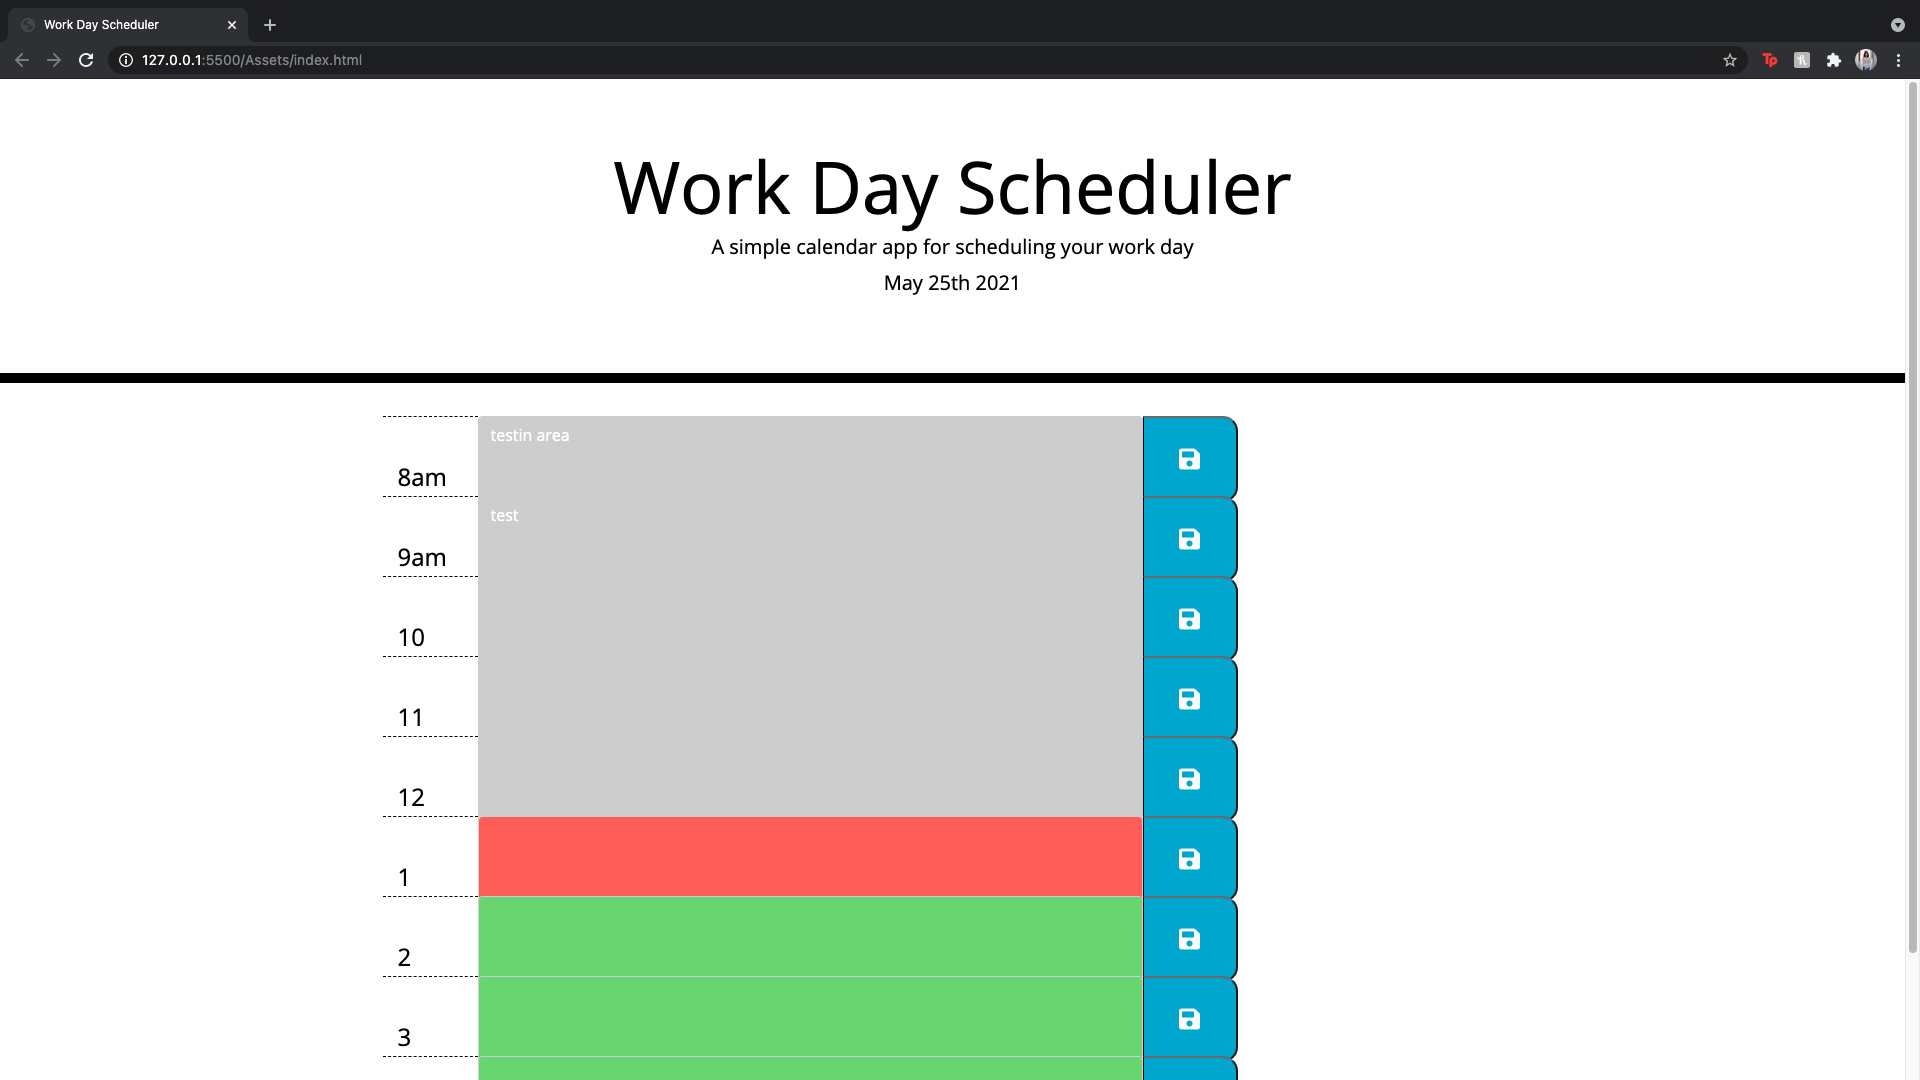 Work Day Scheduler
127.0.0.1:5500/Assets/index.html
Tp
Work Day Scheduler
A simple calendar app for scheduling your work day
May 25th 2021
8am
testin area
9am
test
10
11
12
1
2
3